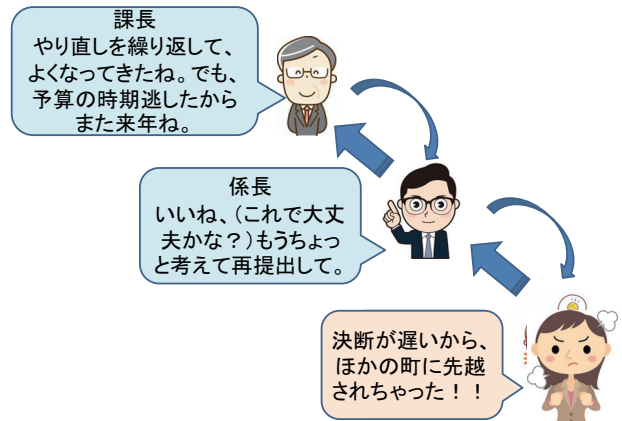 課長
やり直しを繰り返して、
よくなってきたね。でも、
予算の時期逃したから
また来年ね。
係長
いいね、（これで大丈
夫かな？）もうちょっ
と考えて再提出して。
決断が遅いから、
ほかの町に先越
されちゃった！！